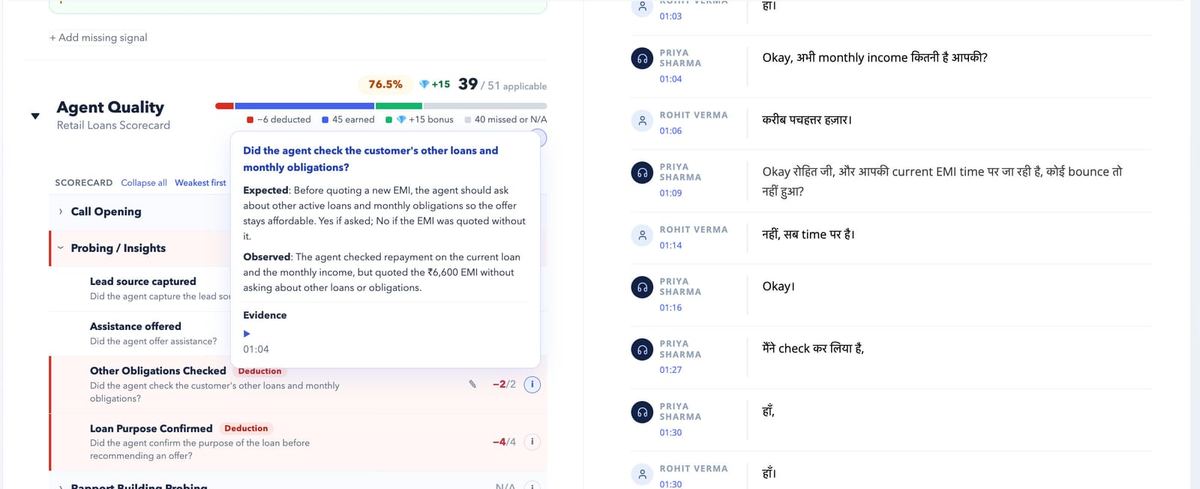 + Add missing signal
76.5% +15 39 / 51 applicable
Agent Quality
Retail Loans Scorecard
−6 deducted 45 earned +15 bonus 40 missed or N/A
SCORECARD Collapse all Weakest first
Call Opening
Probing / Insights
Lead source captured
Did the agent capture the lead
Assistance offered
Did the agent offer assistance?
Other Obligations Checked Deduction
Did the agent check the customer's other loans and monthly
obligations?
−2/2 i
Loan Purpose Confirmed Deduction
Did the agent confirm the purpose of the loan before
recommending an offer?
−4/4 i
Rapport Building Probing
N/A i
Did the agent check the customer's other loans and
monthly obligations?
Expected: Before quoting a new EMI, the agent should ask
about other active loans and monthly obligations so the offer
stays affordable. Yes if asked; No if the EMI was quoted without
it.
Observed: The agent checked repayment on the current loan
and the monthly income, but quoted the ₹6,600 EMI without
asking about other loans or obligations.
Evidence
01:04
ROHIT VERMA
01:03
हाँ।
PRIYA
SHARMA
01:04
Okay, अभी monthly income कितनी है आपकी?
ROHIT VERMA
01:06
करीब पचहत्तर हज़ार।
PRIYA
SHARMA
01:09
Okay रोहित जी, और आपकी current EMI time पर जा रही है, कोई bounce तो
नहीं हुआ?
ROHIT VERMA
01:14
नहीं, सब time पर है।
PRIYA
SHARMA
01:16
Okay।
PRIYA
SHARMA
01:27
मैंने check कर लिया है,
PRIYA
SHARMA
01:30
हाँ,
ROHIT VERMA
01:30
हाँ।